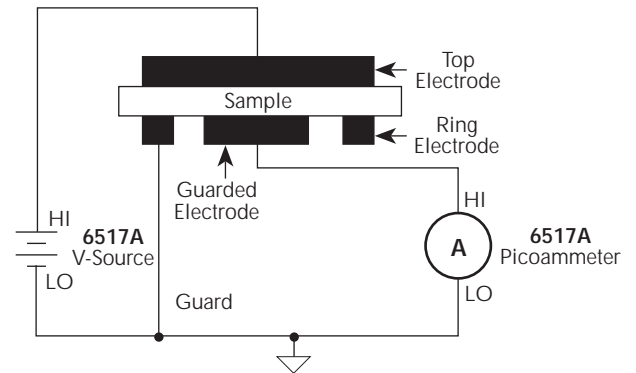 Top
Electrode
Sample
Ring
Electrode
Guarded
Electrode
HI
6517A
V-Source
LO
Guard
HI
A
6517A
Picoammeter
LO